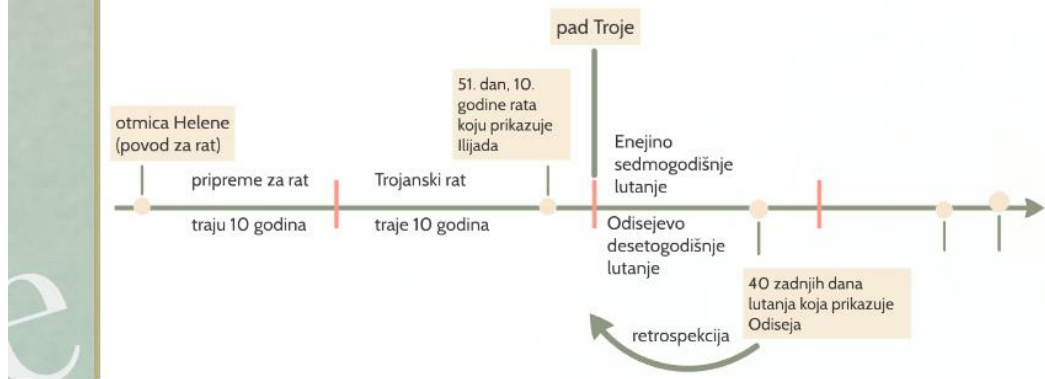 pad Troje
51. dan, 10.
godine rata
koju prikazuje
Ilijada
otmica Helene
(povod za rat)
pripreme za rat
Trojanski rat
Enejino
sedmogodišnje
lutanje
traju 10 godina
traje 10 godina
Odisejevo
desetogodišnje
lutanje
40 zadnjih dana
lutanja koja prikazuje
Odiseja
retrospekcija
e